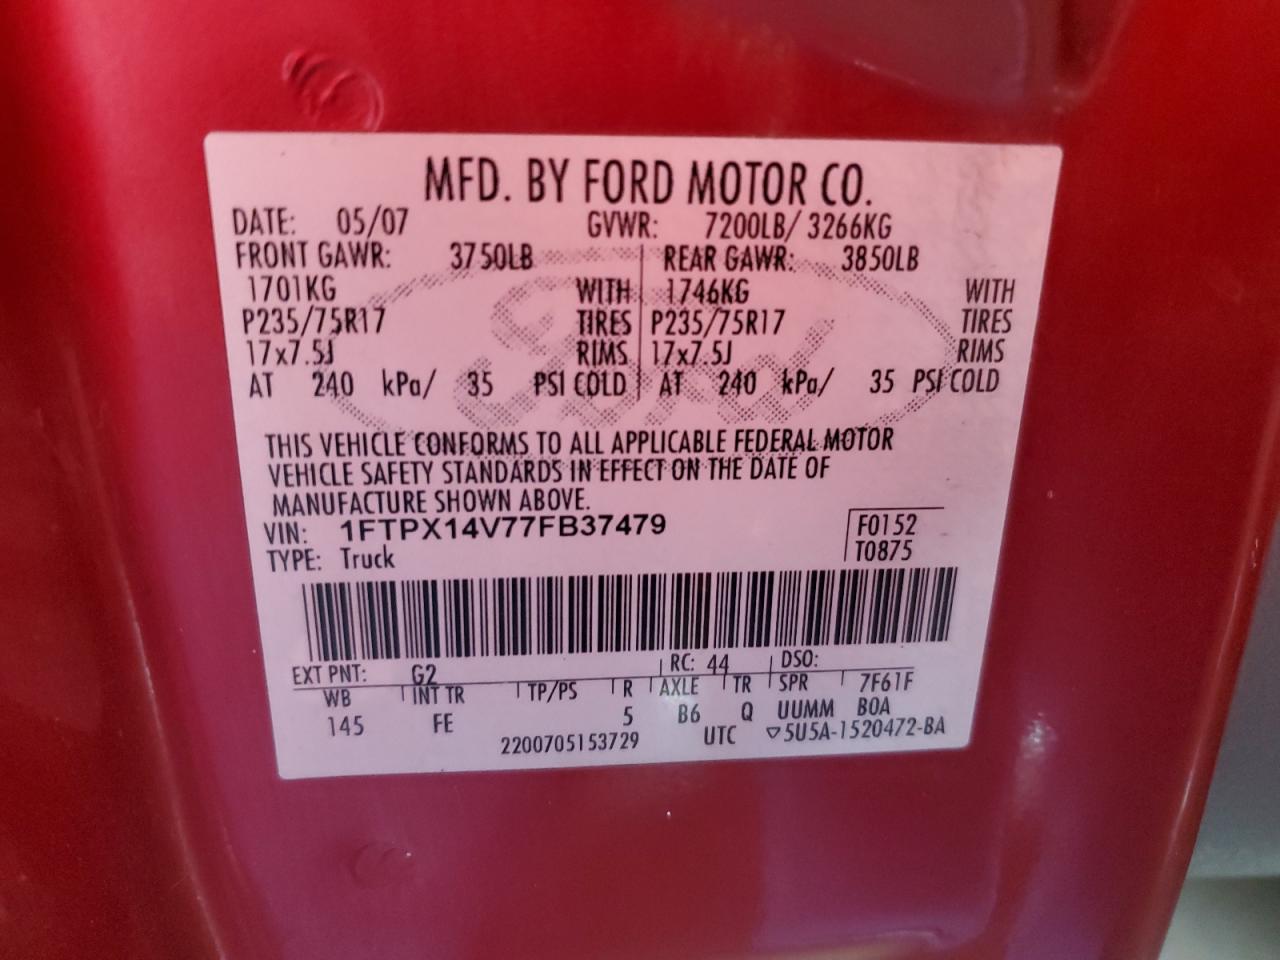 MFD. BY FORD MOTOR CO.
DATE: 05/07 GVWR: 7200LB/ 3266KG
FRONT GAWR: 3750LB REAR GAWR: 3850LB
1701KG WITH 1746KG WITH
P235/75R17 TIRES P235/75R17 TIRES
17x7.5J RIMS 17x7.5J RIMS
AT 240 kPa/ 35 PSI COLD AT 240 kPa/ 35 PSI COLD
Ford
THIS VEHICLE CONFORMS TO ALL APPLICABLE FEDERAL MOTOR
VEHICLE SAFETY STANDARDS IN EFFECT ON THE DATE OF
MANUFACTURE SHOWN ABOVE.
VIN: 1FTPX14V77FB37479 F0152
TYPE: Truck T0875
EXT PNT: G2 RC: 44 DSO:
WB INT TR TP/PS R AXLE TR SPR 7F61F
145 FE 5 B6 Q UUMM BOA
2200705153729 UTC ▽5U5A-1520472-BA